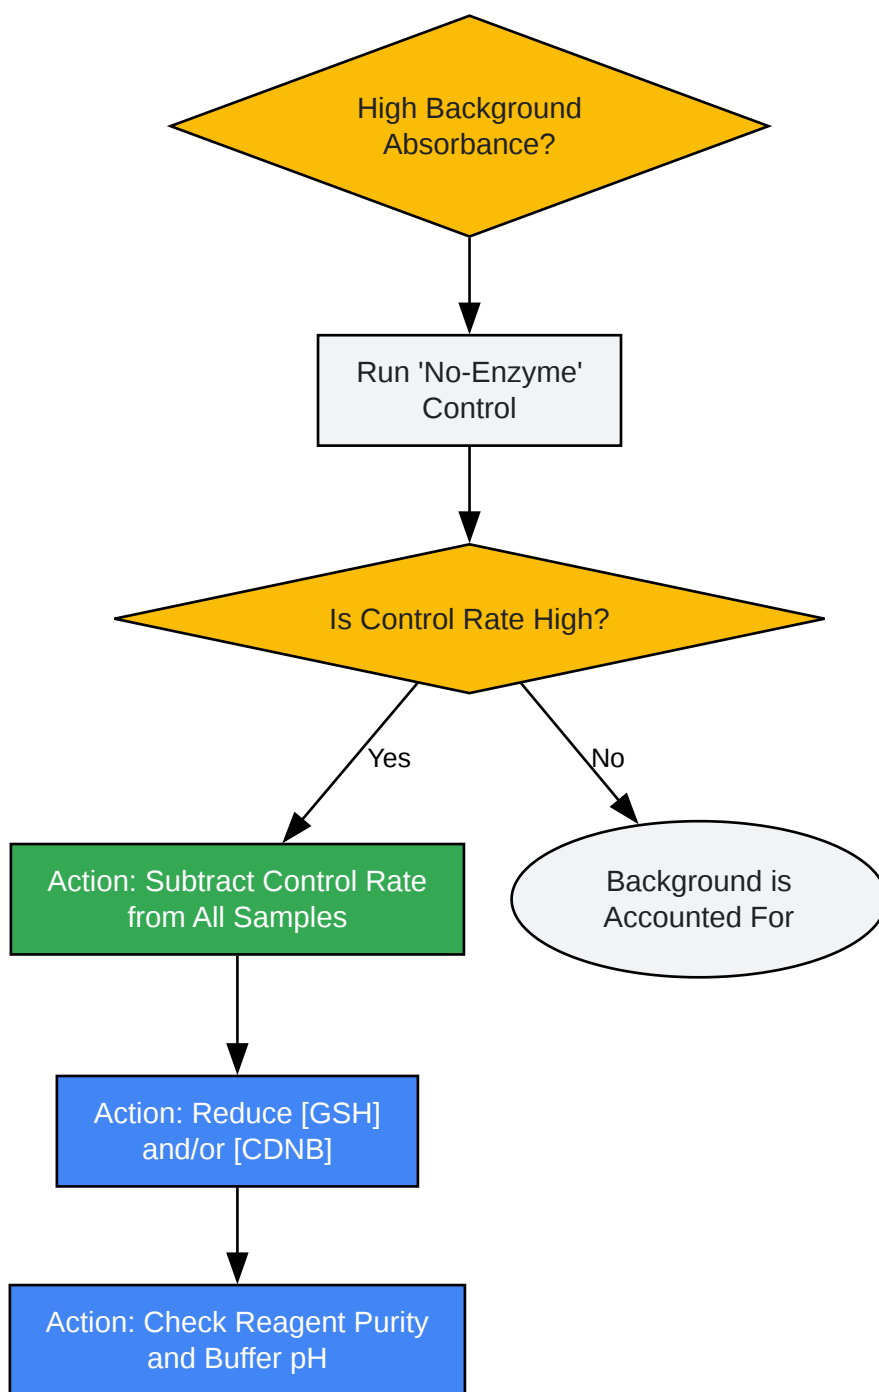 High Background
Absorbance?
Run 'No-Enzyme'
Control
Is Control Rate High?
Yes
No
Action: Subtract Control Rate
from All Samples
Background is
Accounted For
Action: Reduce [GSH]
and/or [CDNB]
Action: Check Reagent Purity
and Buffer pH